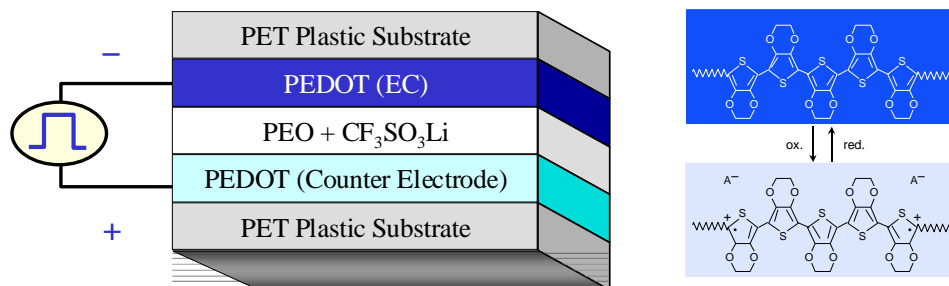 PET Plastic Substrate
−
PEDOT (EC)
PEO + CF₃SO₃Li
PEDOT (Counter Electrode)
+
PET Plastic Substrate
O O O O
S S S
S S
O O O O O O
ox. red.
A⁻ A⁻
O O O O
+ S S S +
S S
O O O O O O